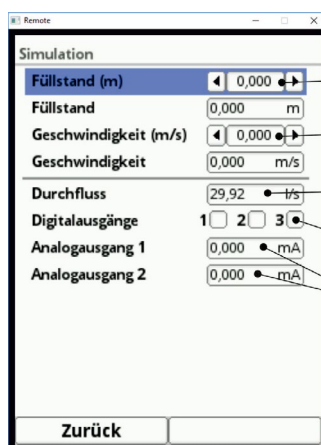 Remote
Simulation
Füllstand (m) 0,000
Füllstand 0,000 m
Geschwindigkeit (m/s) 0,000
Geschwindigkeit 0,000 m/s
Durchfluss 29,92 l/s
Digitalausgänge 1 2 3
Analogausgang 1 0,000 mA
Analogausgang 2 0,000 mA
Zurück